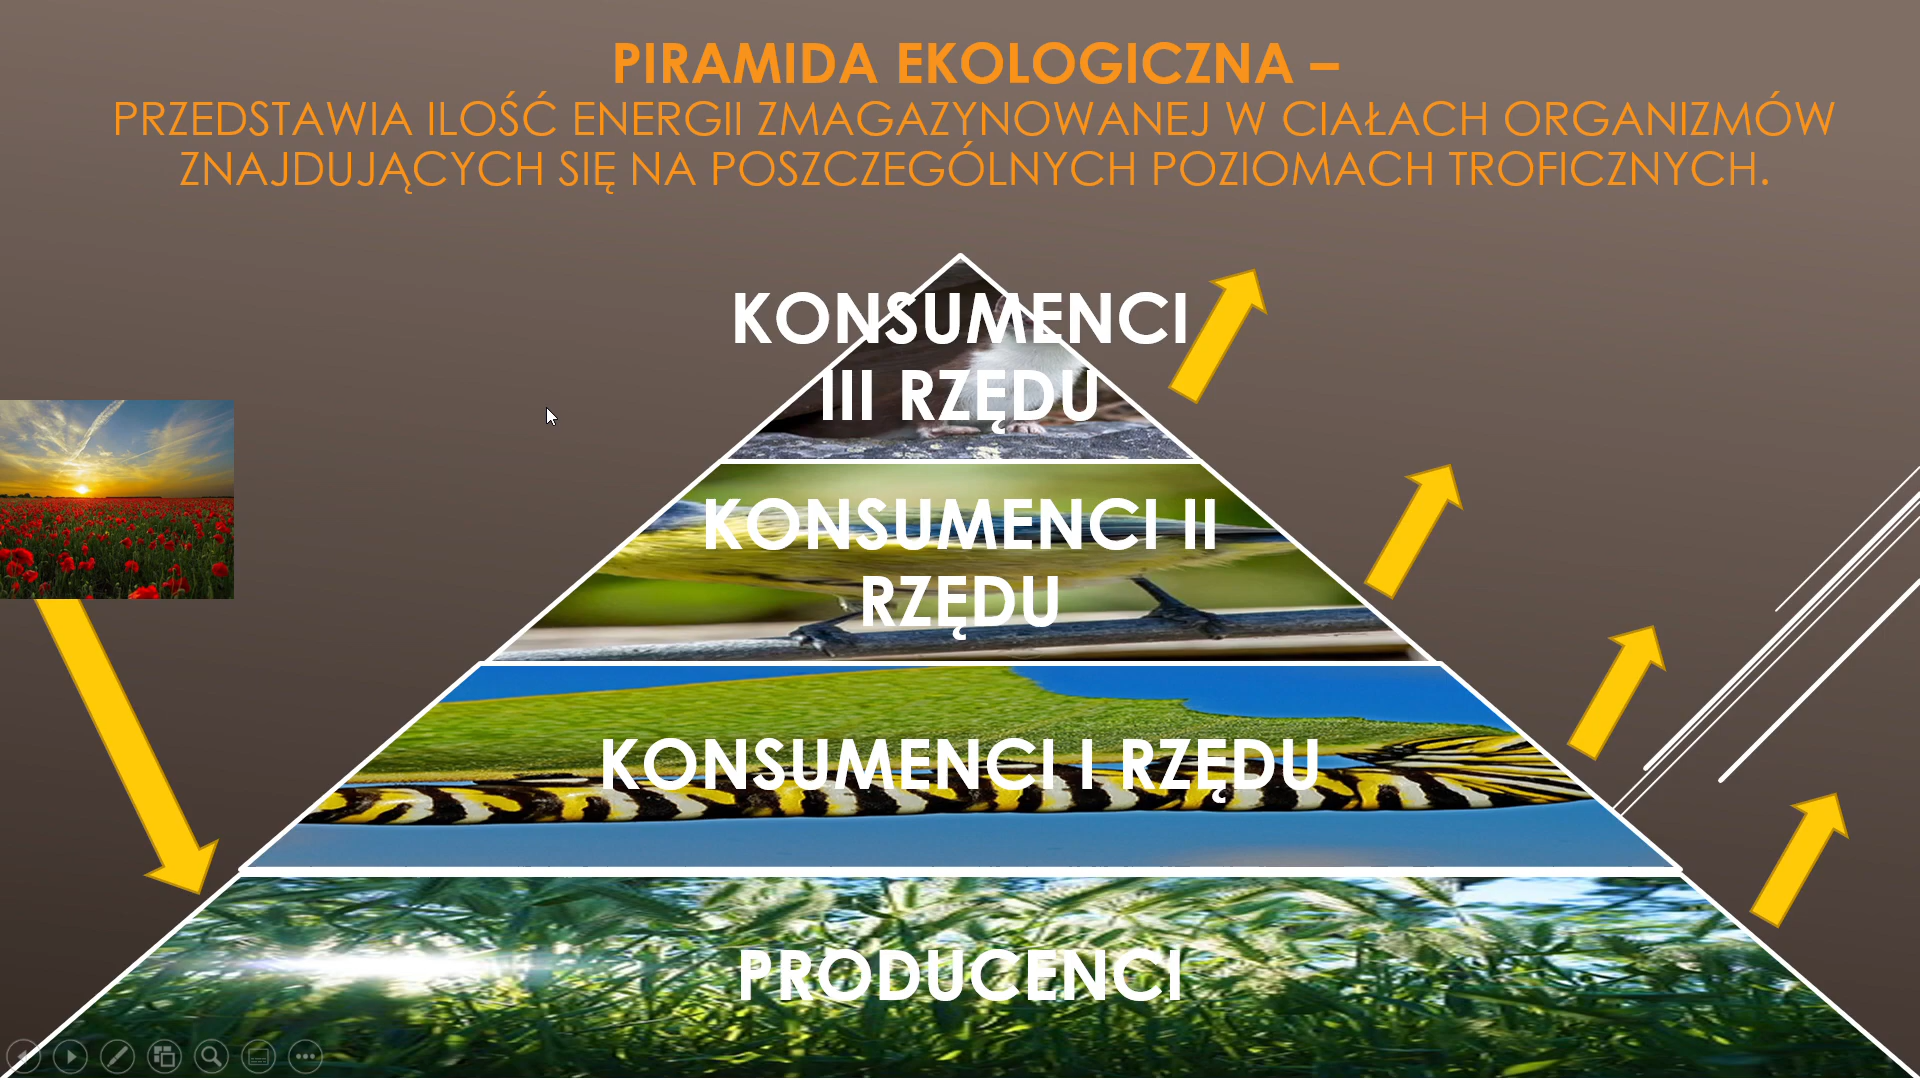 PIRAMIDA EKOLOGICZNA –
PRZEDSTAWIA ILOŚĆ ENERGII ZMAGAZYNOWANEJ W CIAŁACH ORGANIZMÓW
ZNAJDUJĄCYCH SIĘ NA POSZCZEGÓLNYCH POZIOMACH TROFICZNYCH.
KONSUMENCI
III RZĘDU
KONSUMENCI II
RZĘDU
KONSUMENCI I RZĘDU
PRODUCENCI